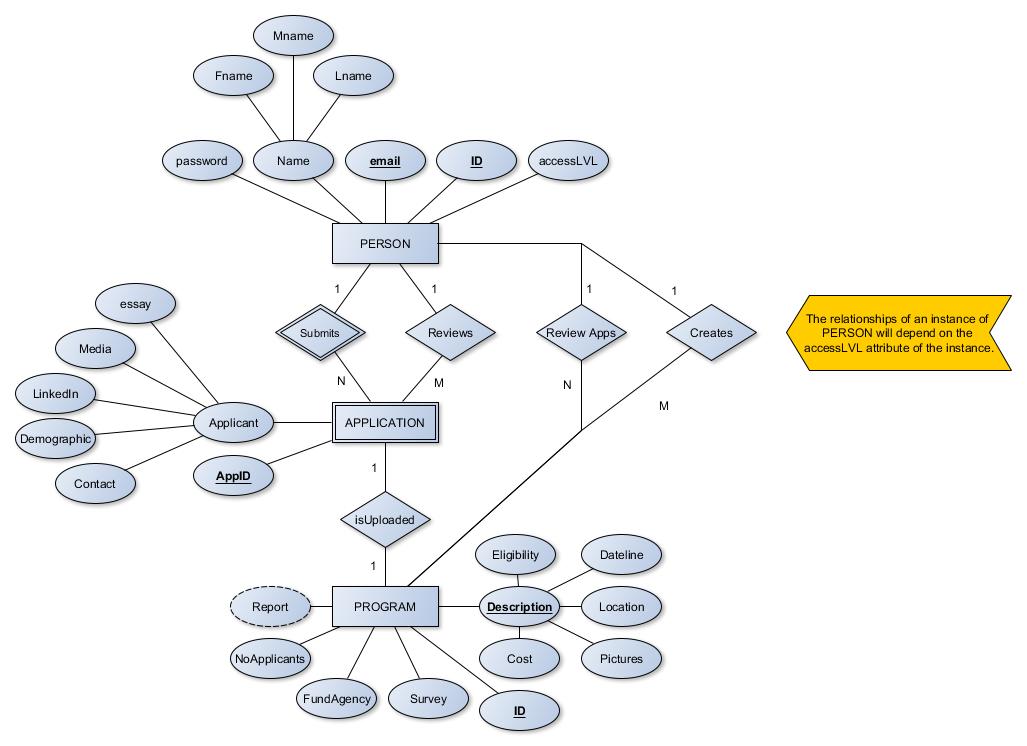 Mname
Fname
Lname
password
Name
email
ID
accessLVL
PERSON
1
1
1
1
essay
Submits
Reviews
Review Apps
Creates
The relationships of an instance of
PERSON will depend on the
accessLVL attribute of the instance.
Media
N
M
N
M
LinkedIn
Applicant
APPLICATION
Demographic
Contact
AppID
1
isUploaded
1
Eligibility
Dateline
Report
PROGRAM
Description
Location
NoApplicants
Cost
Pictures
FundAgency
Survey
ID